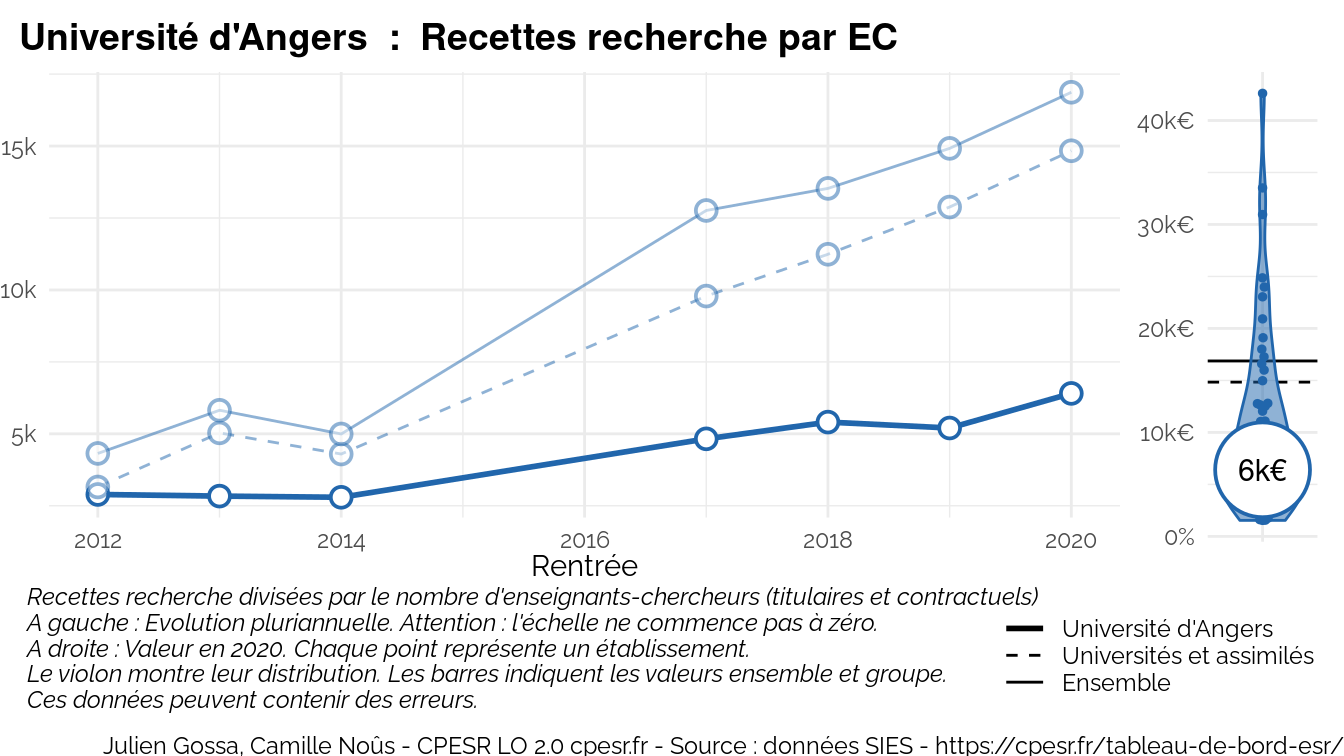 Université d'Angers : Recettes recherche par EC
15k
10k
5k
2012 2014 2016 2018 2020
Rentrée
40k€
30k€
20k€
10k€
6k€
0%
Recettes recherche divisées par le nombre d'enseignants-chercheurs (titulaires et contractuels)
A gauche : Evolution pluriannuelle. Attention : l'échelle ne commence pas à zéro.
A droite : Valeur en 2020. Chaque point représente un établissement.
Le violon montre leur distribution. Les barres indiquent les valeurs ensemble et groupe.
Ces données peuvent contenir des erreurs.
Université d'Angers
Universités et assimilés
Ensemble
Julien Gossa, Camille Noûs - CPESR LO 2.0 cpesr.fr - Source : données SIES - https://cpesr.fr/tableau-de-bord-esr/